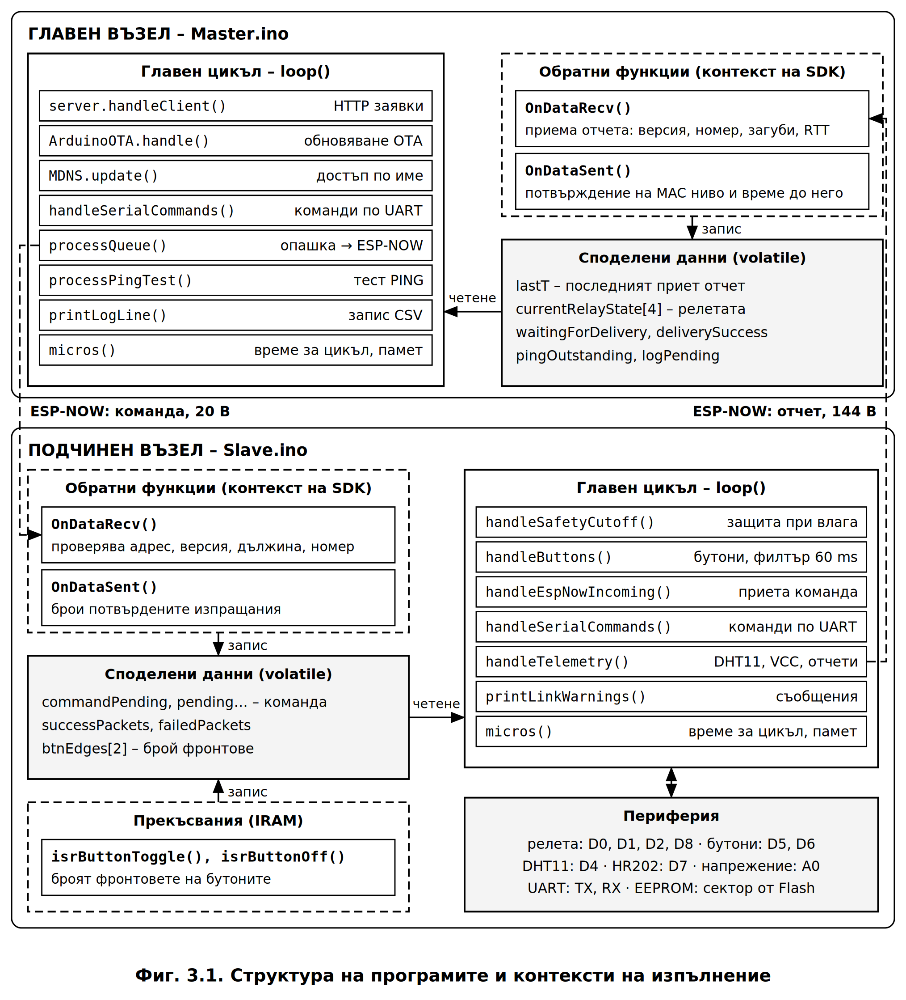 ГЛАВЕН ВЪЗЕЛ – Master.ino
Главен цикъл – loop()
server.handleClient() HTTP заявки
ArduinoOTA.handle() обновяване OTA
MDNS.update() достъп по име
handleSerialCommands() команди по UART
processQueue() опашка → ESP-NOW
processPingTest() тест PING
printLogLine() запис CSV
micros() време за цикъл, памет
Обратни функции (контекст на SDK)
OnDataRecv()
приема отчета: версия, номер, загуби, RTT
OnDataSent()
потвърждение на MAC ниво и време до него
запис
Споделени данни (volatile)
lastT – последният приет отчет
currentRelayState[4] – релетата
waitingForDelivery, deliverySuccess
pingOutstanding, logPending
четене
ESP-NOW: команда, 20 B
ESP-NOW: отчет, 144 B
ПОДЧИНЕН ВЪЗЕЛ – Slave.ino
Обратни функции (контекст на SDK)
OnDataRecv()
проверява адрес, версия, дължина, номер
OnDataSent()
брои потвърдените изпращания
запис
Споделени данни (volatile)
commandPending, pending… – команда
successPackets, failedPackets
btnEdges[2] – брой фронтове
запис
Прекъсвания (IRAM)
isrButtonToggle(), isrButtonOff()
броят фронтовете на бутоните
четене
Главен цикъл – loop()
handleSafetyCutoff() защита при влага
handleButtons() бутони, филтър 60 ms
handleEspNowIncoming() приета команда
handleSerialCommands() команди по UART
handleTelemetry() DHT11, VCC, отчети
printLinkWarnings() съобщения
micros() време за цикъл, памет
Периферия
релета: D0, D1, D2, D8 · бутони: D5, D6
DHT11: D4 · HR202: D7 · напрежение: A0
UART: TX, RX · EEPROM: сектор от Flash
Фиг. 3.1. Структура на програмите и контексти на изпълнение